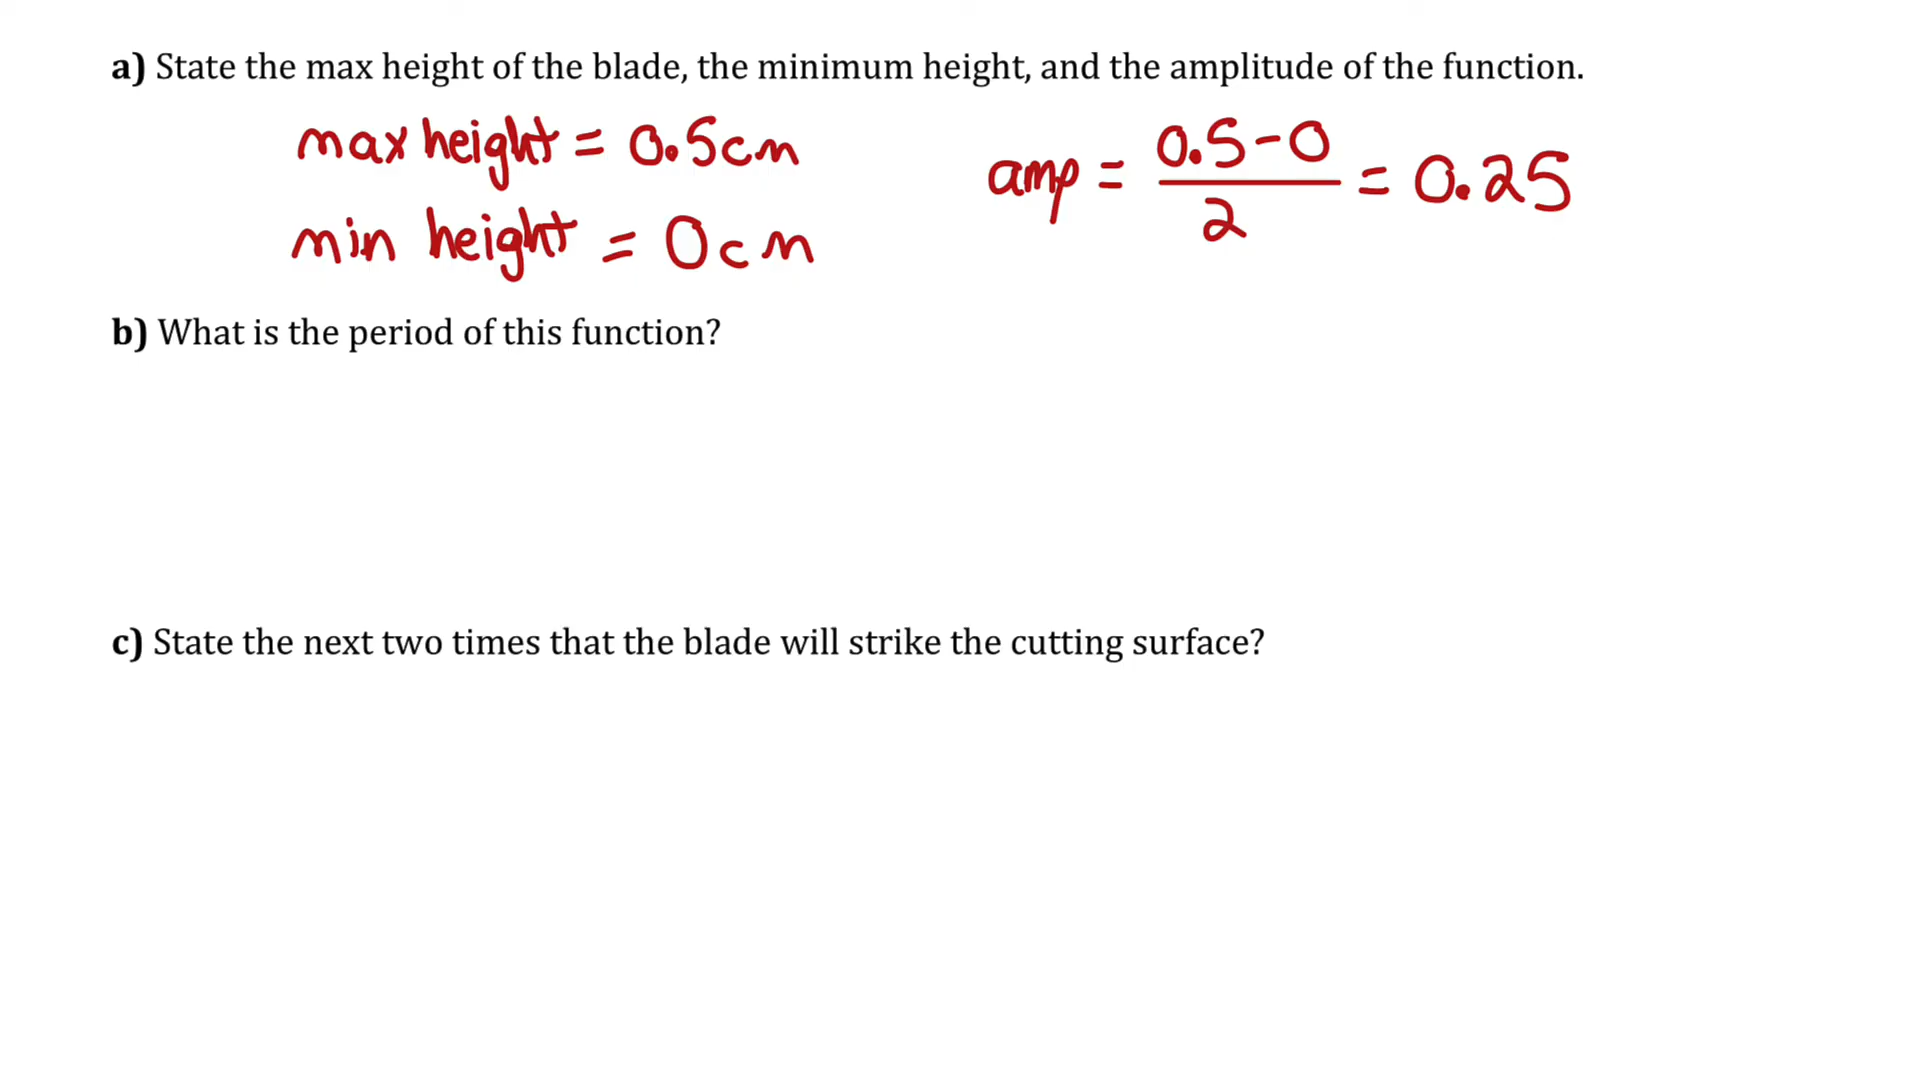 a) State the max height of the blade, the minimum height, and the amplitude of the function.
max height = 0.5cm
min height = 0cm
amp = 0.5-0 / 2 = 0.25
b) What is the period of this function?
c) State the next two times that the blade will strike the cutting surface?